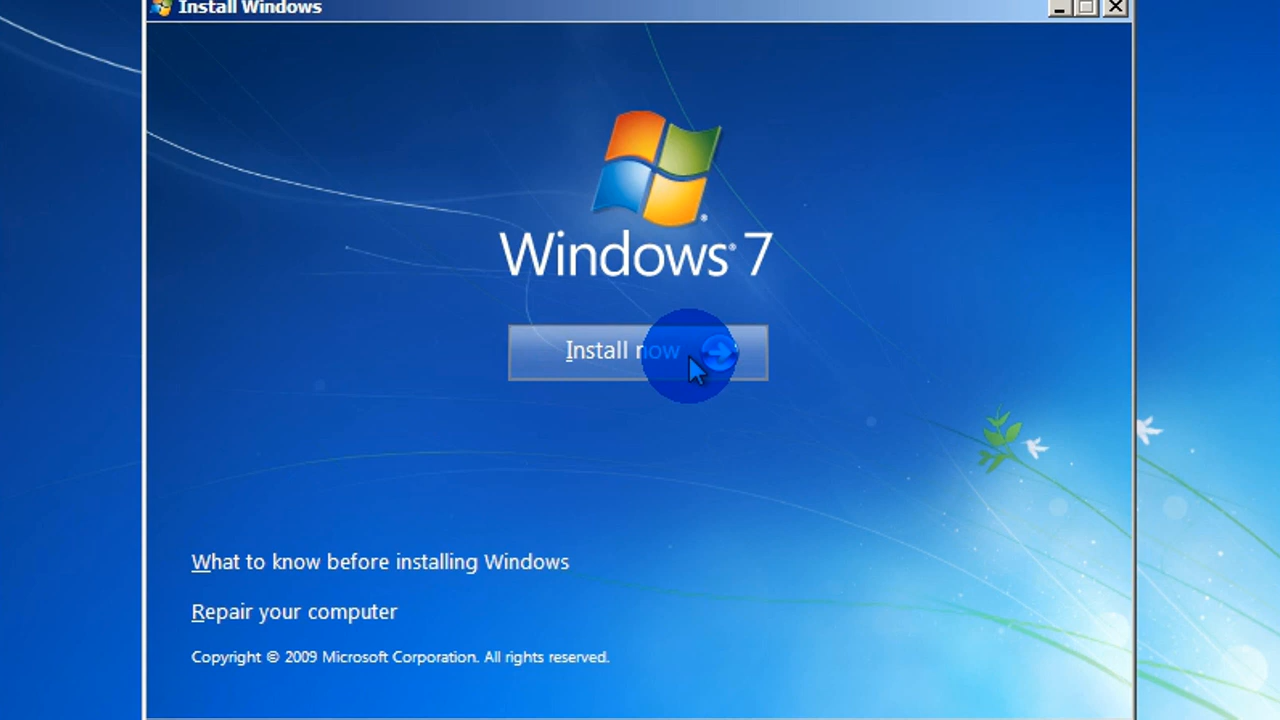 Install Windows
Windows® 7
Install now
What to know before installing Windows
Repair your computer
Copyright © 2009 Microsoft Corporation. All rights reserved.